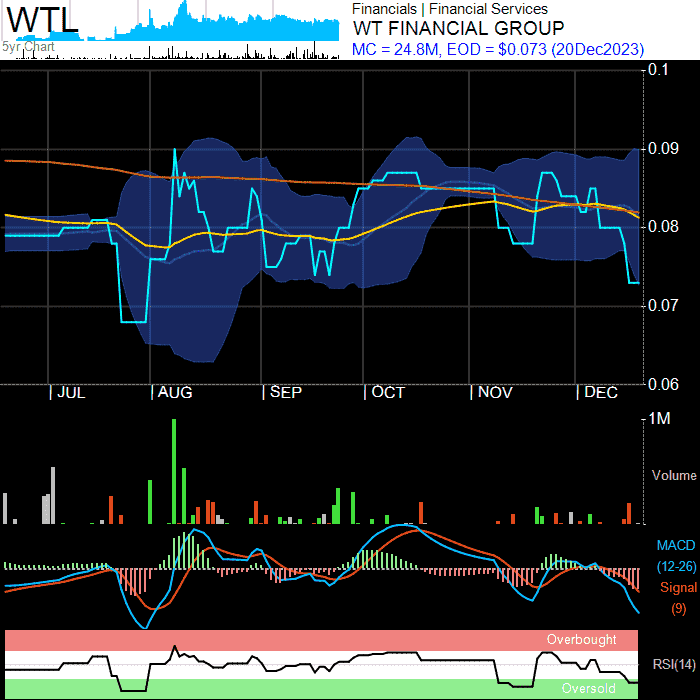 WTL
5yr Chart
Financials | Financial Services
WT FINANCIAL GROUP
MC = 24.8M, EOD = $0.073 (20Dec2023)
0.1
0.09
0.08
0.07
0.06
| JUL | AUG | SEP | OCT | NOV | DEC
1M
Volume
MACD
(12-26)
Signal
(9)
Overbought
RSI(14)
Oversold